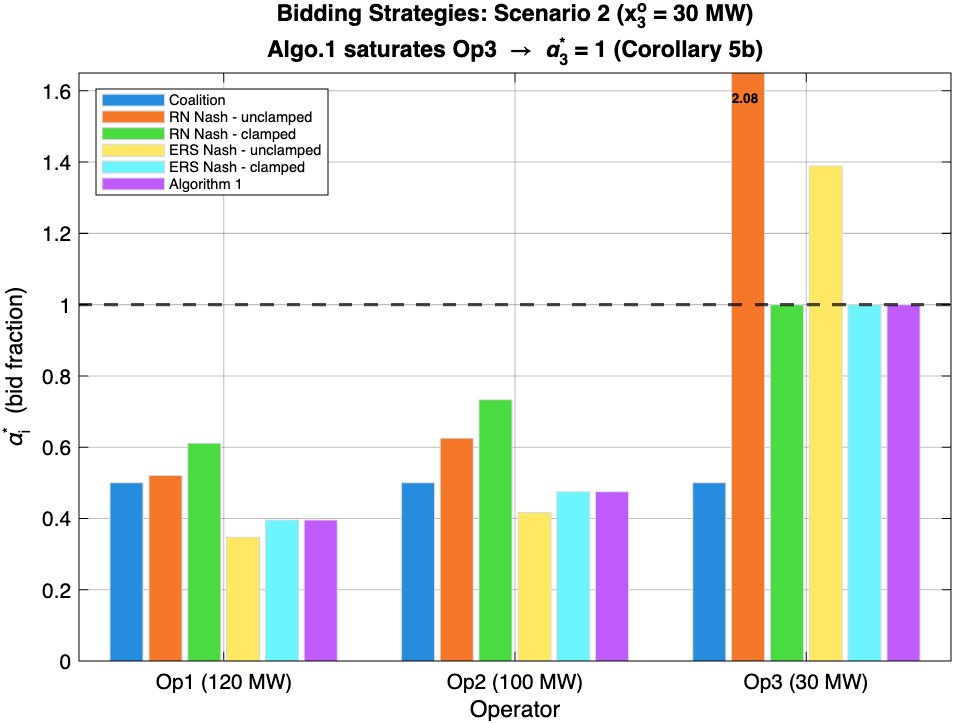 Bidding Strategies: Scenario 2 (x₃ᵒ = 30 MW)
Algo.1 saturates Op3 → α₃* = 1 (Corollary 5b)
Coalition
RN Nash - unclamped
RN Nash - clamped
ERS Nash - unclamped
ERS Nash - clamped
Algorithm 1
2.08
1.6
1.4
1.2
1
0.8
0.6
0.4
0.2
0
αᵢ* (bid fraction)
Op1 (120 MW)
Op2 (100 MW)
Op3 (30 MW)
Operator